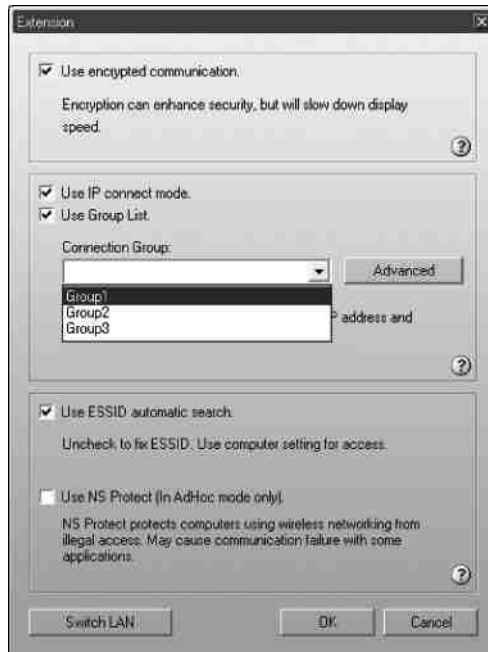 Extension
Use encrypted communication.
Encryption can enhance security, but will slow down display
speed.
Use IP connect mode.
Use Group List.
Connection Group:
Advanced
Group1
Group2
Group3
address and
Use ESSID automatic search.
Uncheck to fix ESSID. Use computer setting for access.
Use NS Protect (In AdHoc mode only).
NS Protect protects computers using wireless networking from
illegal access. May cause communication failure with some
applications.
Switch LAN
OK
Cancel